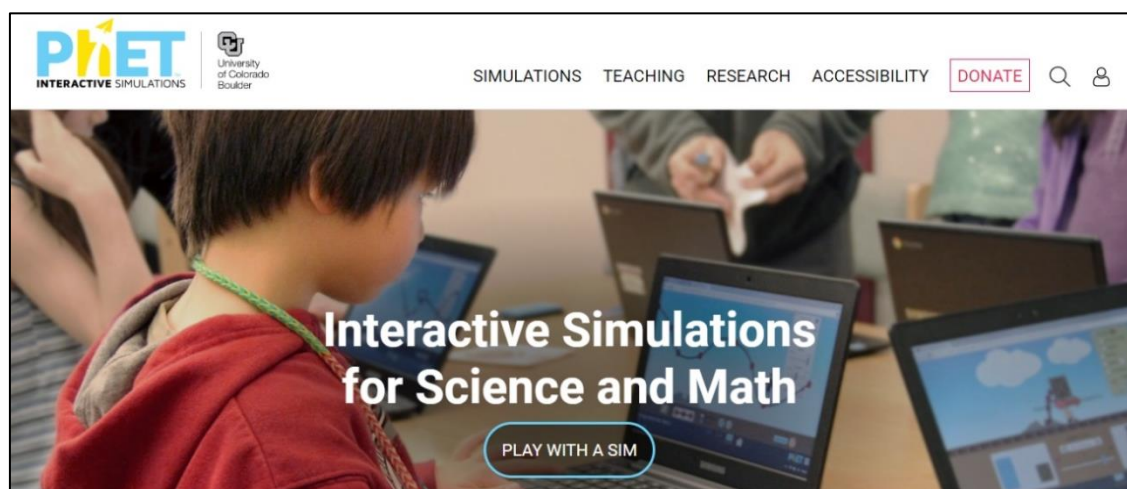 PhET
INTERACTIVE SIMULATIONS
University
of Colorado
Boulder
SIMULATIONS TEACHING RESEARCH ACCESSIBILITY DONATE
Interactive Simulations
for Science and Math
PLAY WITH A SIM